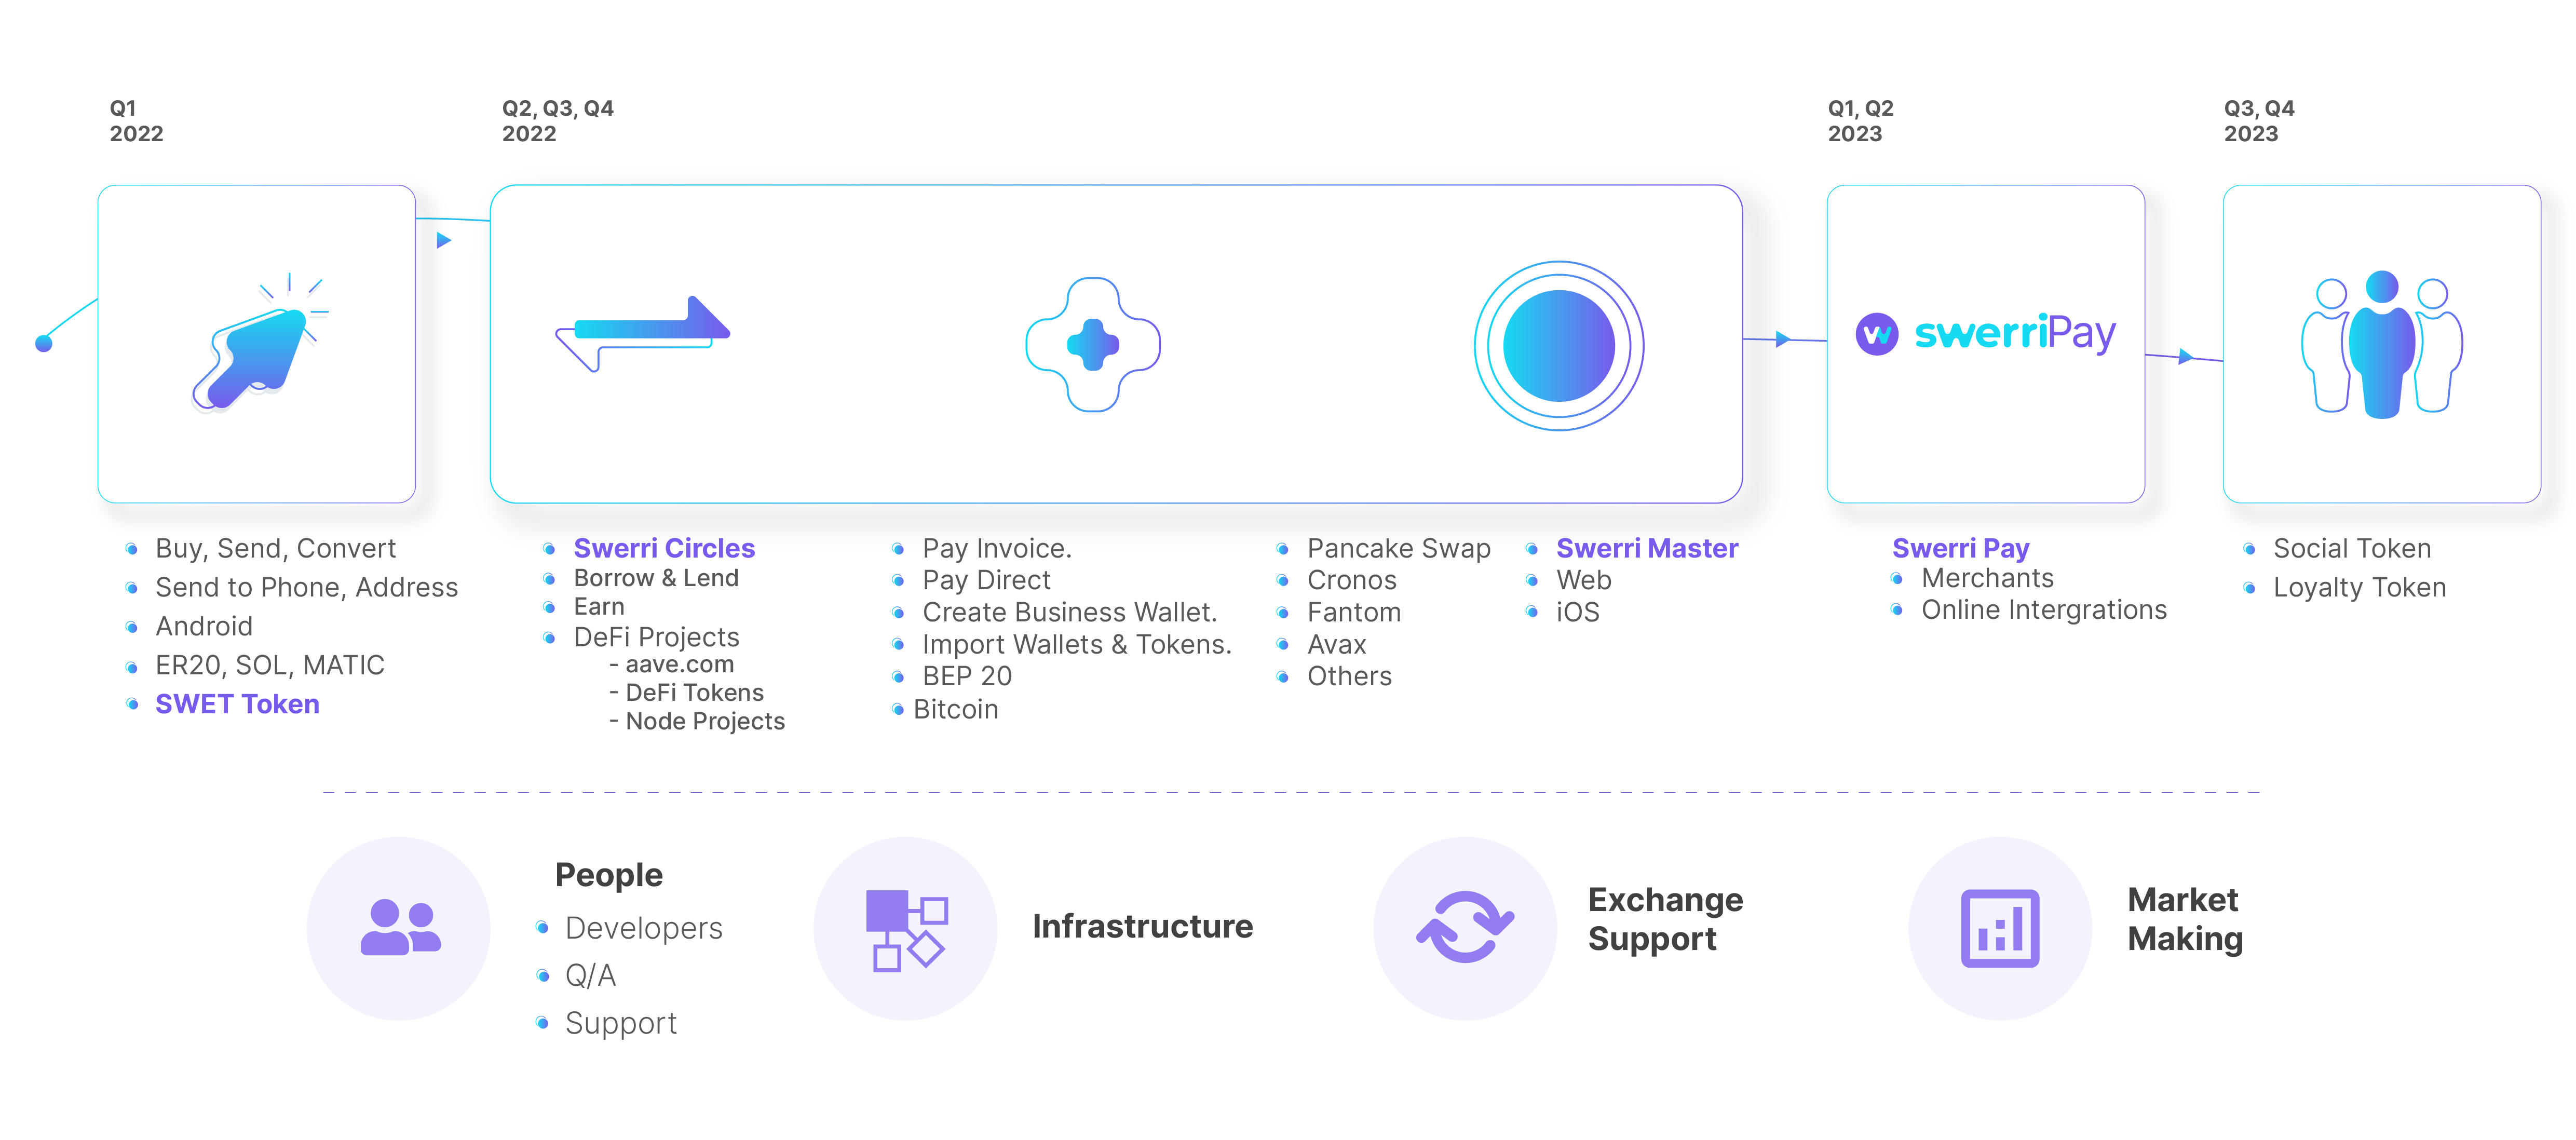 Q1
2022
Q2, Q3, Q4
2022
Q1, Q2
2023
Q3, Q4
2023
w swerriPay
Buy, Send, Convert
Send to Phone, Address
Android
ER20, SOL, MATIC
SWET Token
Swerri Circles
Borrow & Lend
Earn
DeFi Projects
- aave.com
- DeFi Tokens
- Node Projects
Pay Invoice.
Pay Direct
Create Business Wallet.
Import Wallets & Tokens.
BEP 20
Bitcoin
Pancake Swap
Cronos
Fantom
Avax
Others
Swerri Master
Web
iOS
Swerri Pay
Merchants
Online Intergrations
Social Token
Loyalty Token
People
Developers
Q/A
Support
Infrastructure
Exchange
Support
Market
Making